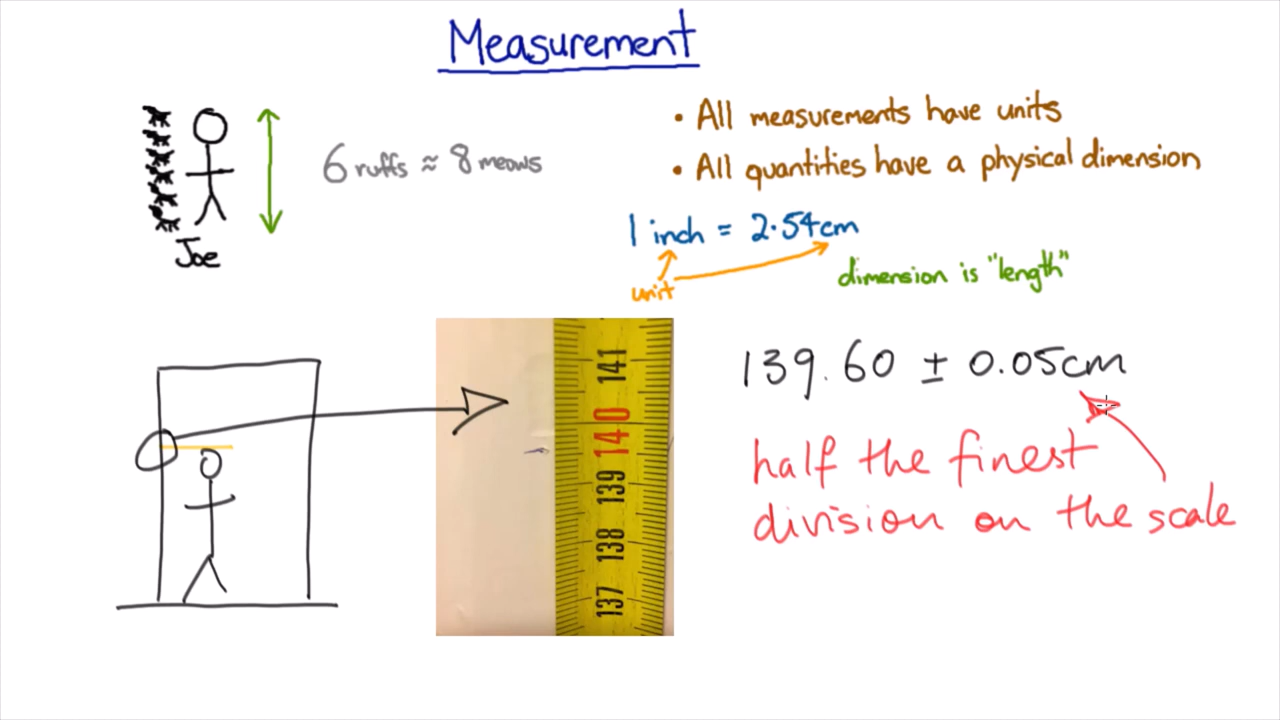 Measurement
6 ruffs ≈ 8 meows
Joe
• All measurements have units
• All quantities have a physical dimension
1 inch = 2.54cm
unit
dimension is "length"
141
140
139
138
137
139.60 ± 0.05cm
half the finest
division on the scale